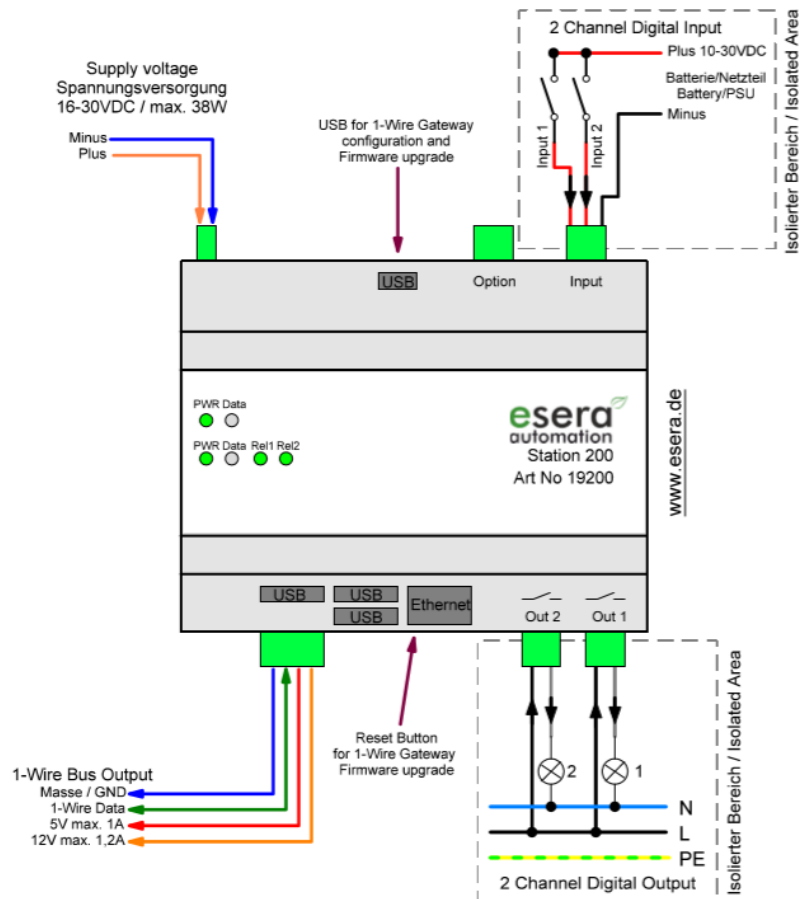 2 Channel Digital Input
Plus 10-30VDC
Batterie/Netzteil
Battery/PSU
Minus
Input 1
Input 2
Isolierter Bereich / Isolated Area
Supply voltage
Spannungsversorgung
16-30VDC / max. 38W
Minus
Plus
USB for 1-Wire Gateway
configuration and
Firmware upgrade
USB
Option
Input
PWR Data
PWR Data Rel1 Rel2
esera
automation
Station 200
Art No 19200
www.esera.de
USB
USB
USB
Ethernet
Out 2
Out 1
Reset Button
for 1-Wire Gateway
Firmware upgrade
1-Wire Bus Output
Masse / GND
1-Wire Data
5V max. 1A
12V max. 1,2A
2
1
N
L
PE
2 Channel Digital Output
Isolierter Bereich / Isolated Area